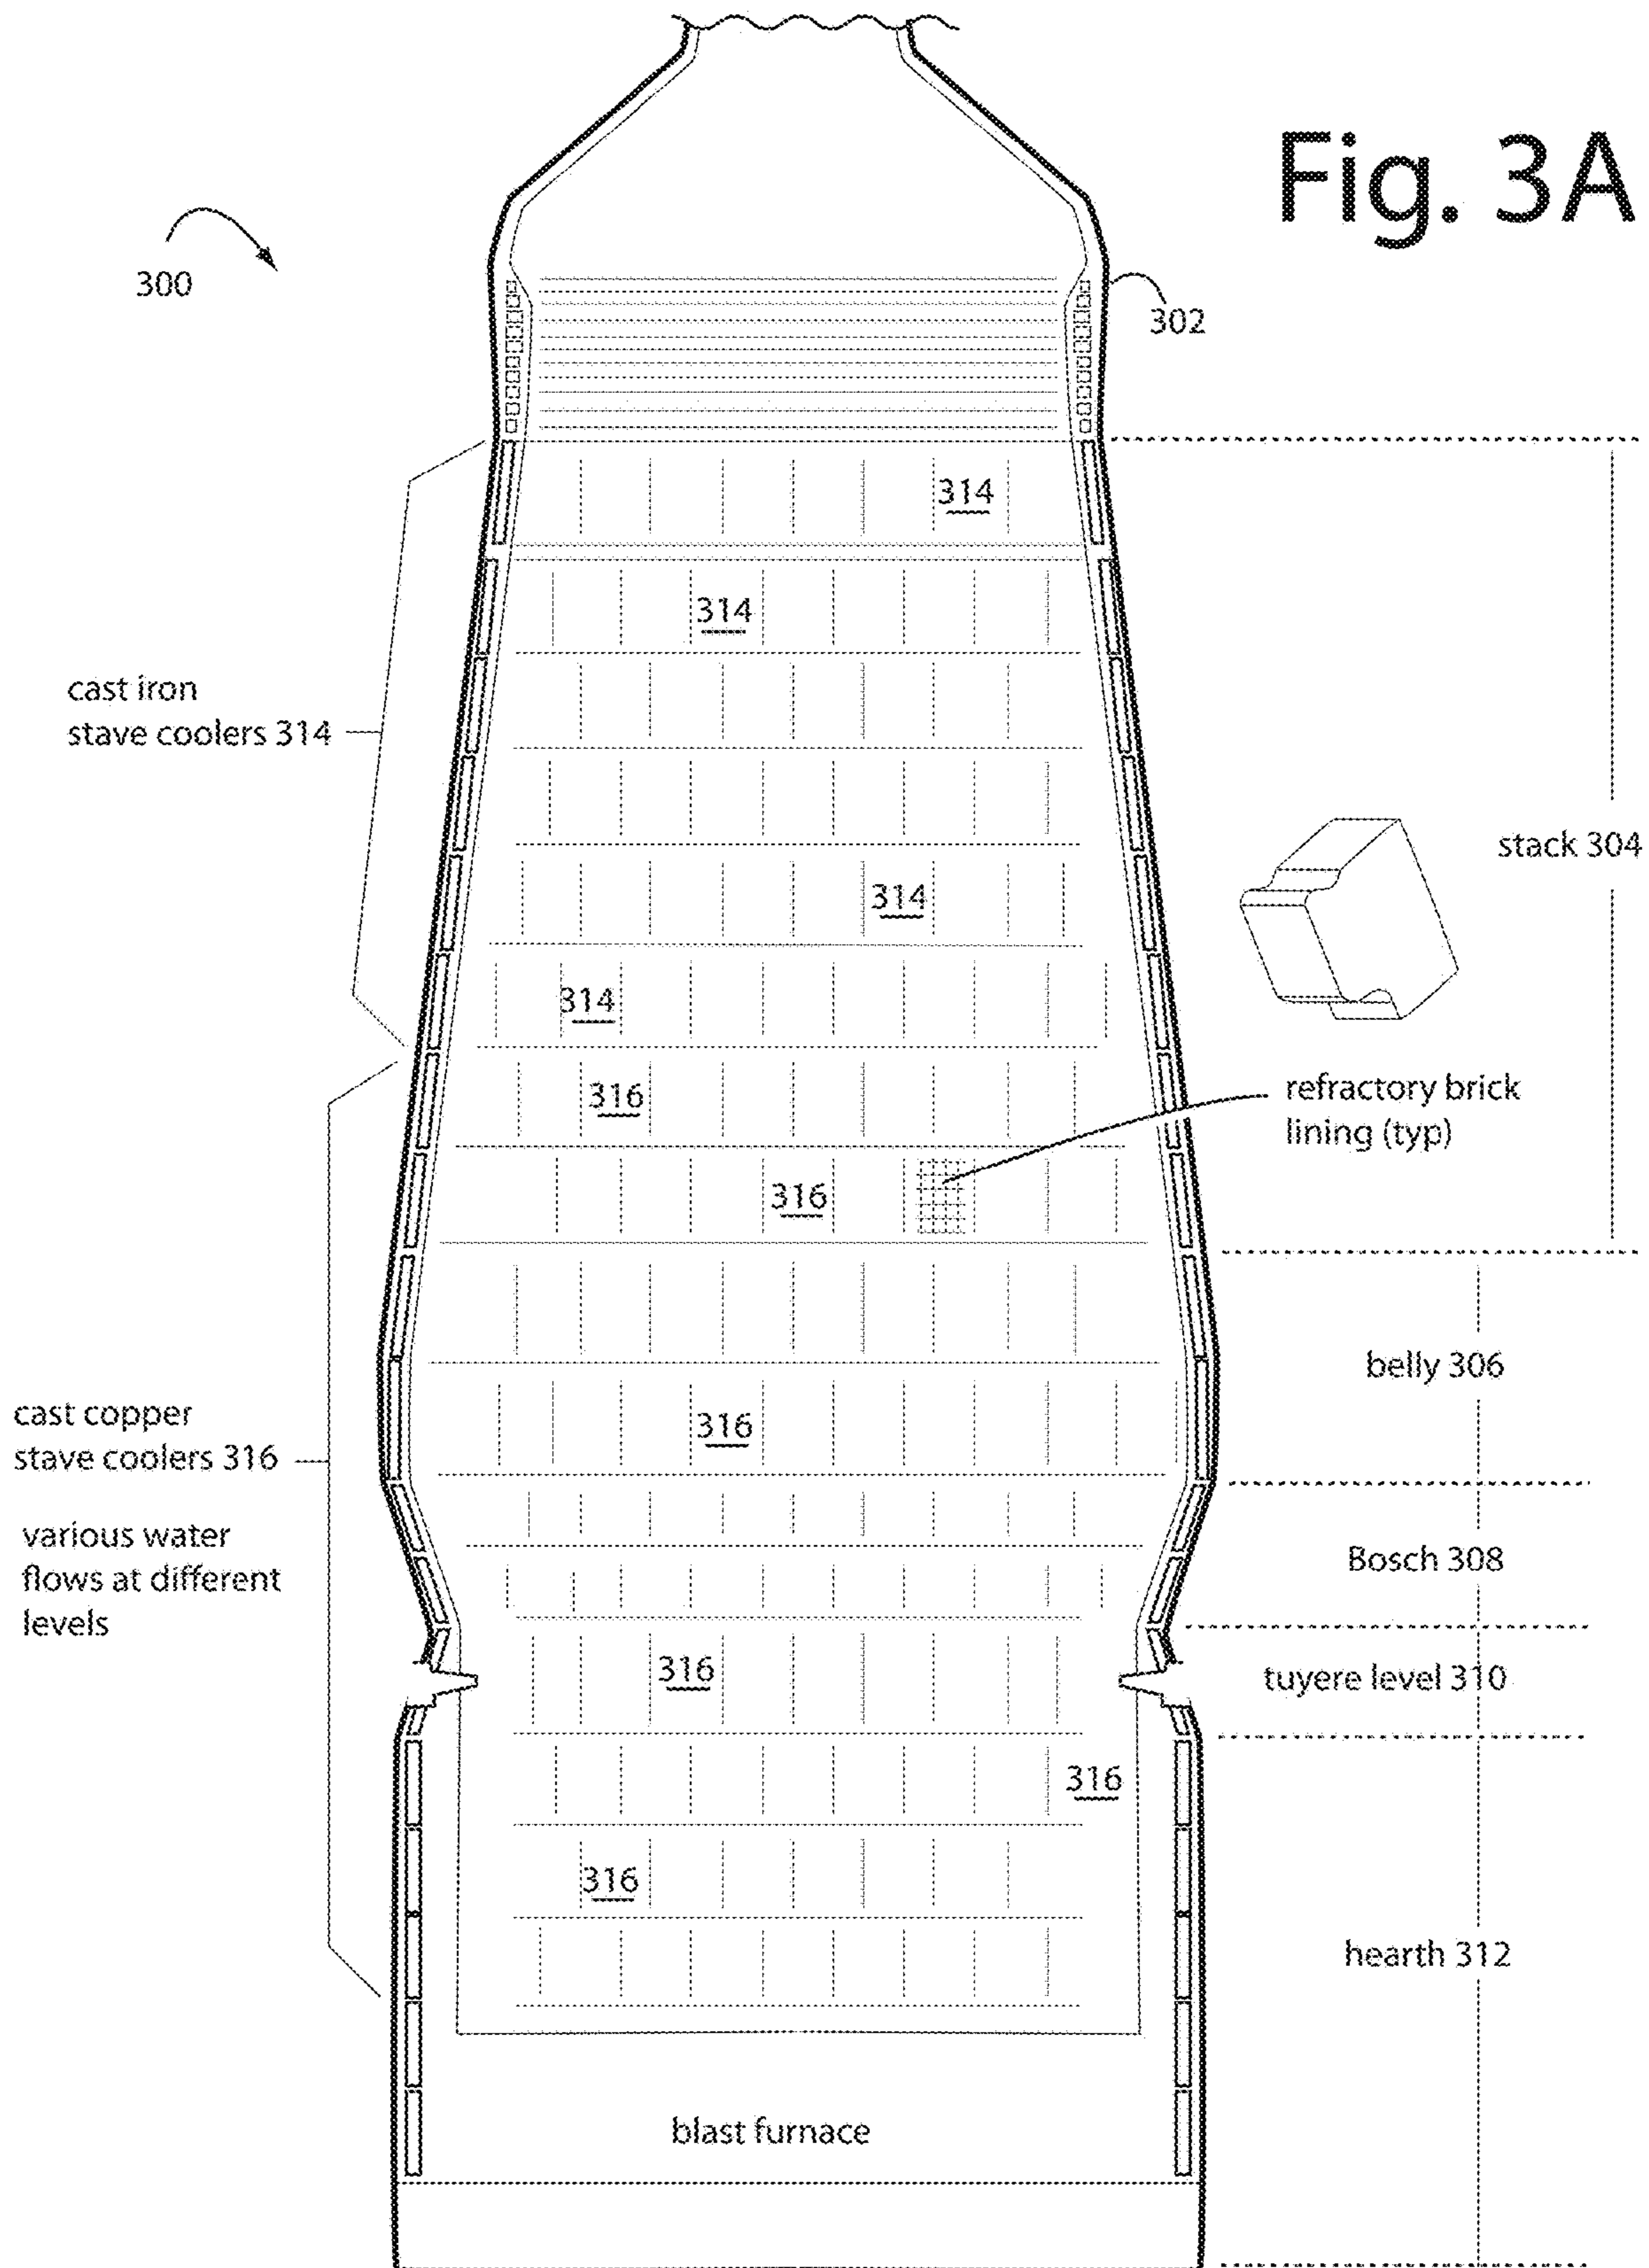 Fig. 3A
300
302
314
314
cast iron
stave coolers 314
stack 304
314
314
316
refractory brick
lining (typ)
316
belly 306
cast copper
stave coolers 316
316
various water
flows at different
levels
Bosch 308
316
tuyere level 310
316
316
hearth 312
blast furnace